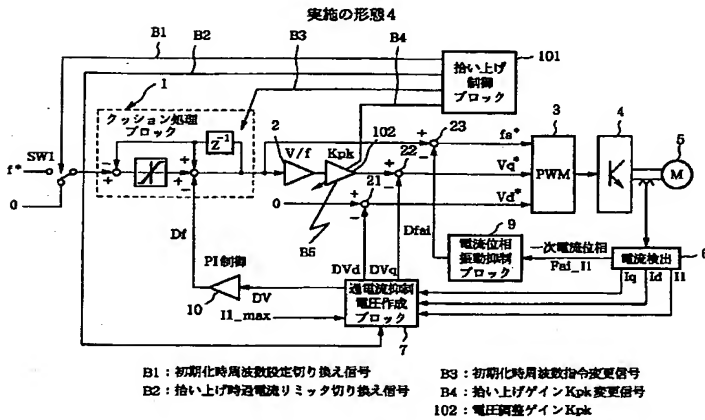 実施の形態4
B1
B2
B3
B4
拾い上げ
制御
ブロック
101
1
クッション処理
ブロック
Z⁻¹
SW1
f*
0
2
V/f
Kpk
102
22
23
21
0
B5
fa*
Vq*
Vd*
3
PWM
4
5
M
Df
Dfai
9
電流位相
振動抑制
ブロック
一次電流位相
Fai_I1
電流検出
6
Iq
Id
I1
PI制御
10
DV
DVd
DVq
I1_max
過電流抑制
電圧作成
ブロック
7
B1：初期化時周波数設定切り換え信号
B2：拾い上げ時過電流リミッタ切り換え信号
B3：初期化時周波数指令変更信号
B4：拾い上げゲインKpk変更信号
102：電圧調整ゲインKpk